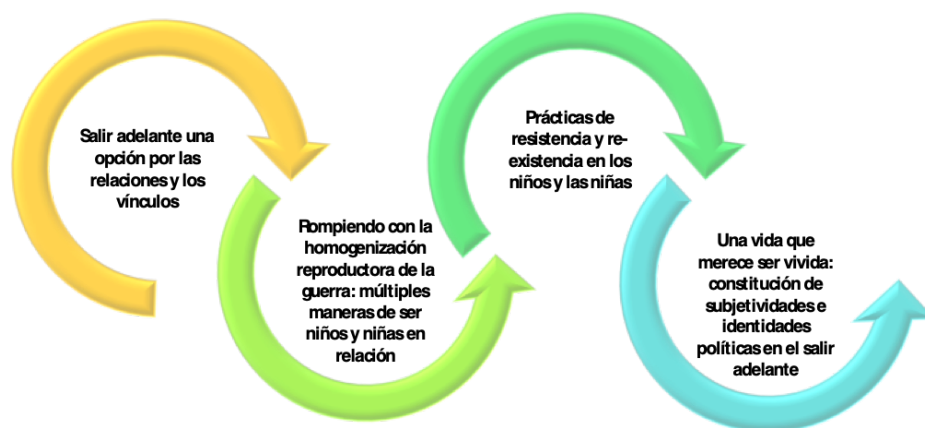 Salir adelante una
opción por las
relaciones y los
vínculos
Rompiendo con la
homogenización
reproductora de la
guerra: múltiples
maneras de ser
niños y niñas en
relación
Prácticas de
resistencia y re-
existencia en los
niños y las niñas
Una vida que
merece ser vivida:
constitución de
subjetividades e
identidades
políticas en el salir
adelante